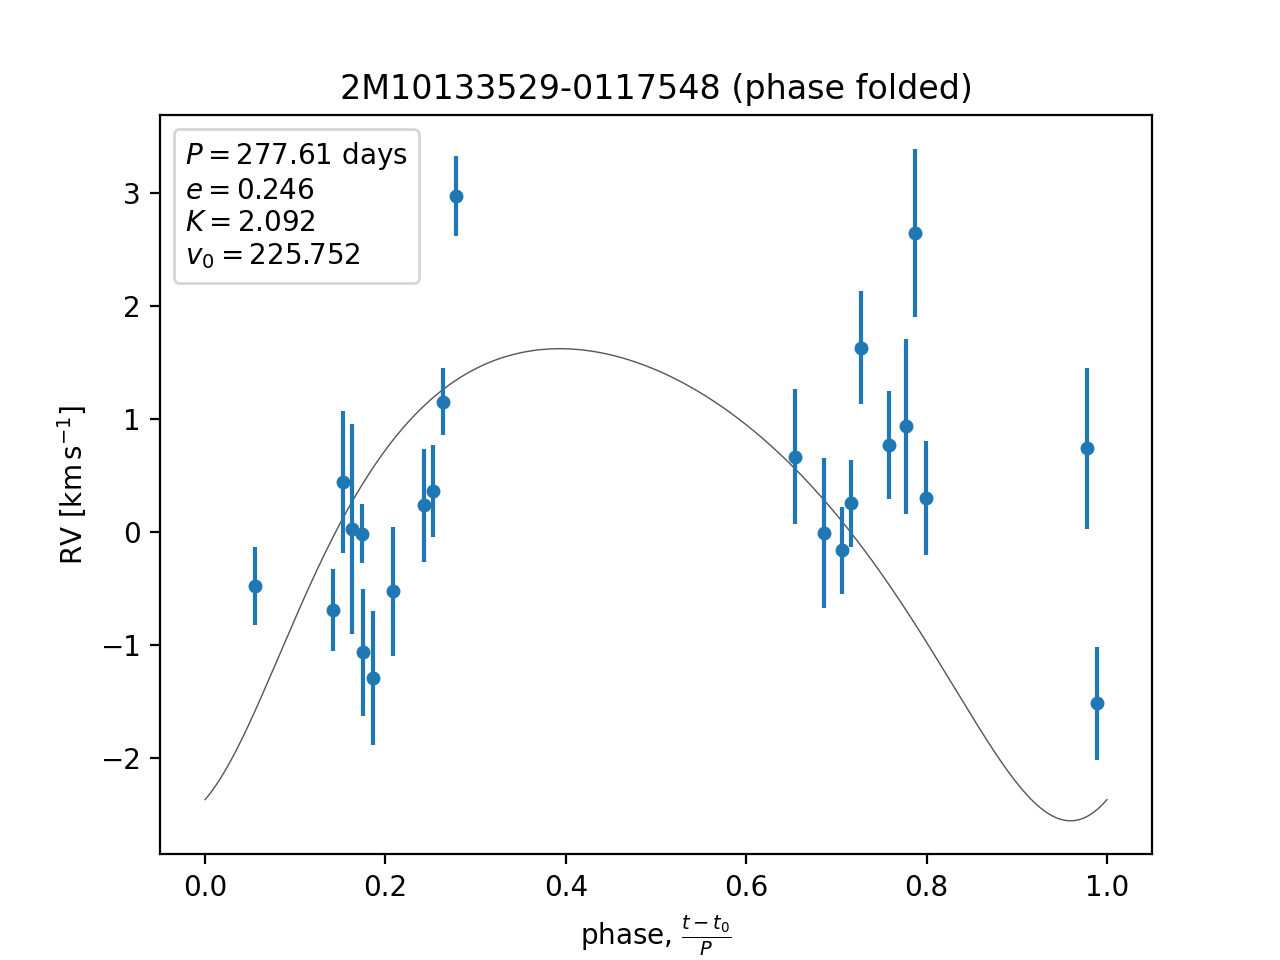 2M10133529-0117548 (phase folded)
P = 277.61 days
e = 0.246
K = 2.092
v₀ = 225.752
3
2
1
0
−1
−2
RV [km s⁻¹]
0.0 0.2 0.4 0.6 0.8 1.0
phase, (t − t₀)/P